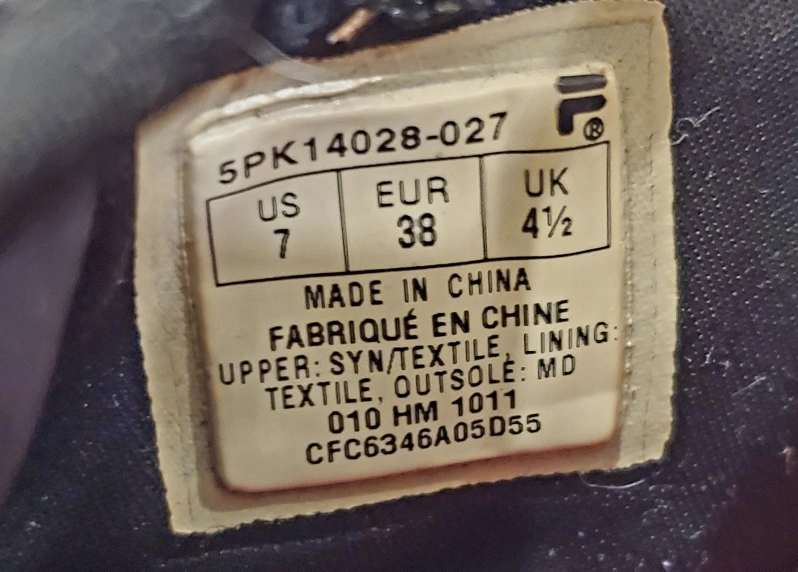 5PK14028-027
F®
US EUR UK
7 38 4½
MADE IN CHINA
FABRIQUÉ EN CHINE
UPPER: SYN/TEXTILE, LINING:
TEXTILE, OUTSOLE: MD
010 HM 1011
CFC6346A05D55